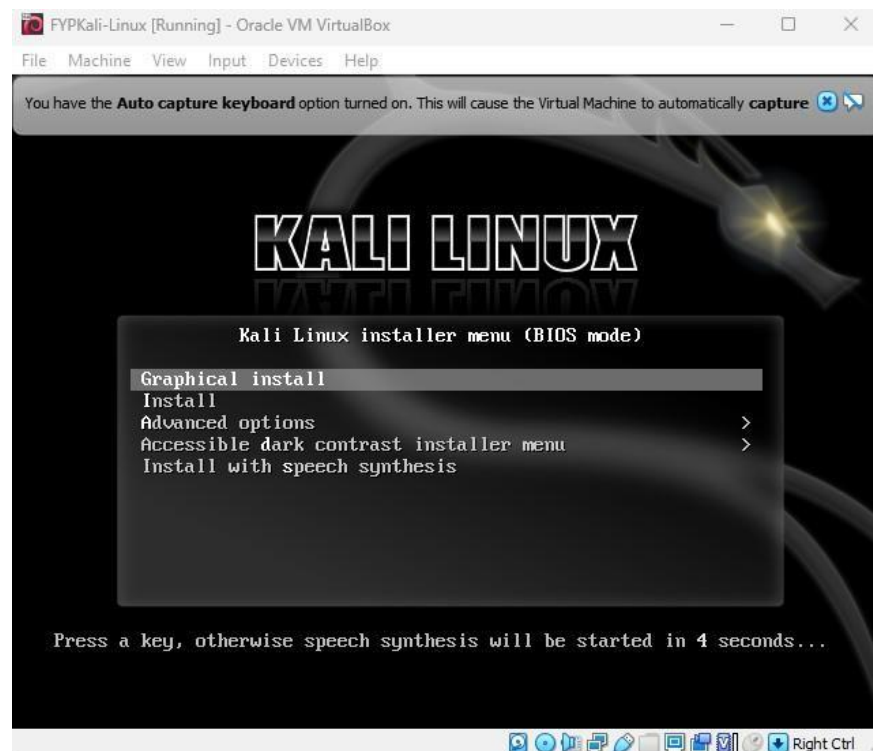 FYPKali-Linux [Running] - Oracle VM VirtualBox
File Machine View Input Devices Help
You have the Auto capture keyboard option turned on. This will cause the Virtual Machine to automatically capture
KALI LINUX
Kali Linux installer menu (BIOS mode)
Graphical install
Install
Advanced options >
Accessible dark contrast installer menu >
Install with speech synthesis
Press a key, otherwise speech synthesis will be started in 4 seconds...
Right Ctrl